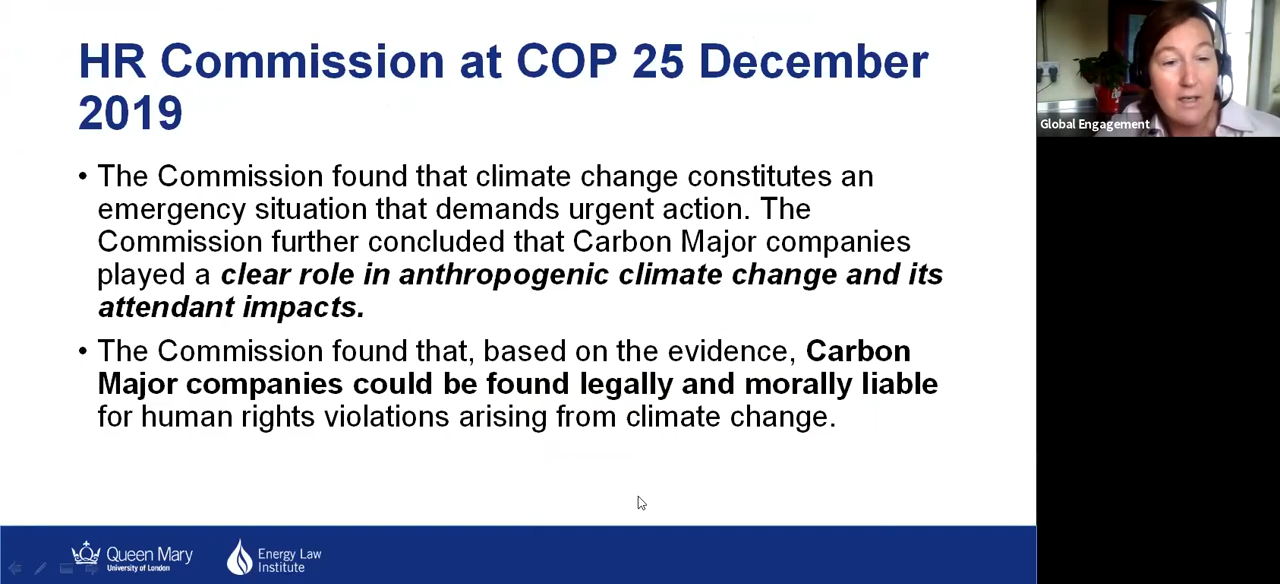 HR Commission at COP 25 December
2019
• The Commission found that climate change constitutes an
emergency situation that demands urgent action. The
Commission further concluded that Carbon Major companies
played a clear role in anthropogenic climate change and its
attendant impacts.
• The Commission found that, based on the evidence, Carbon
Major companies could be found legally and morally liable
for human rights violations arising from climate change.
Global Engagement
Queen Mary
University of London
Energy Law
Institute